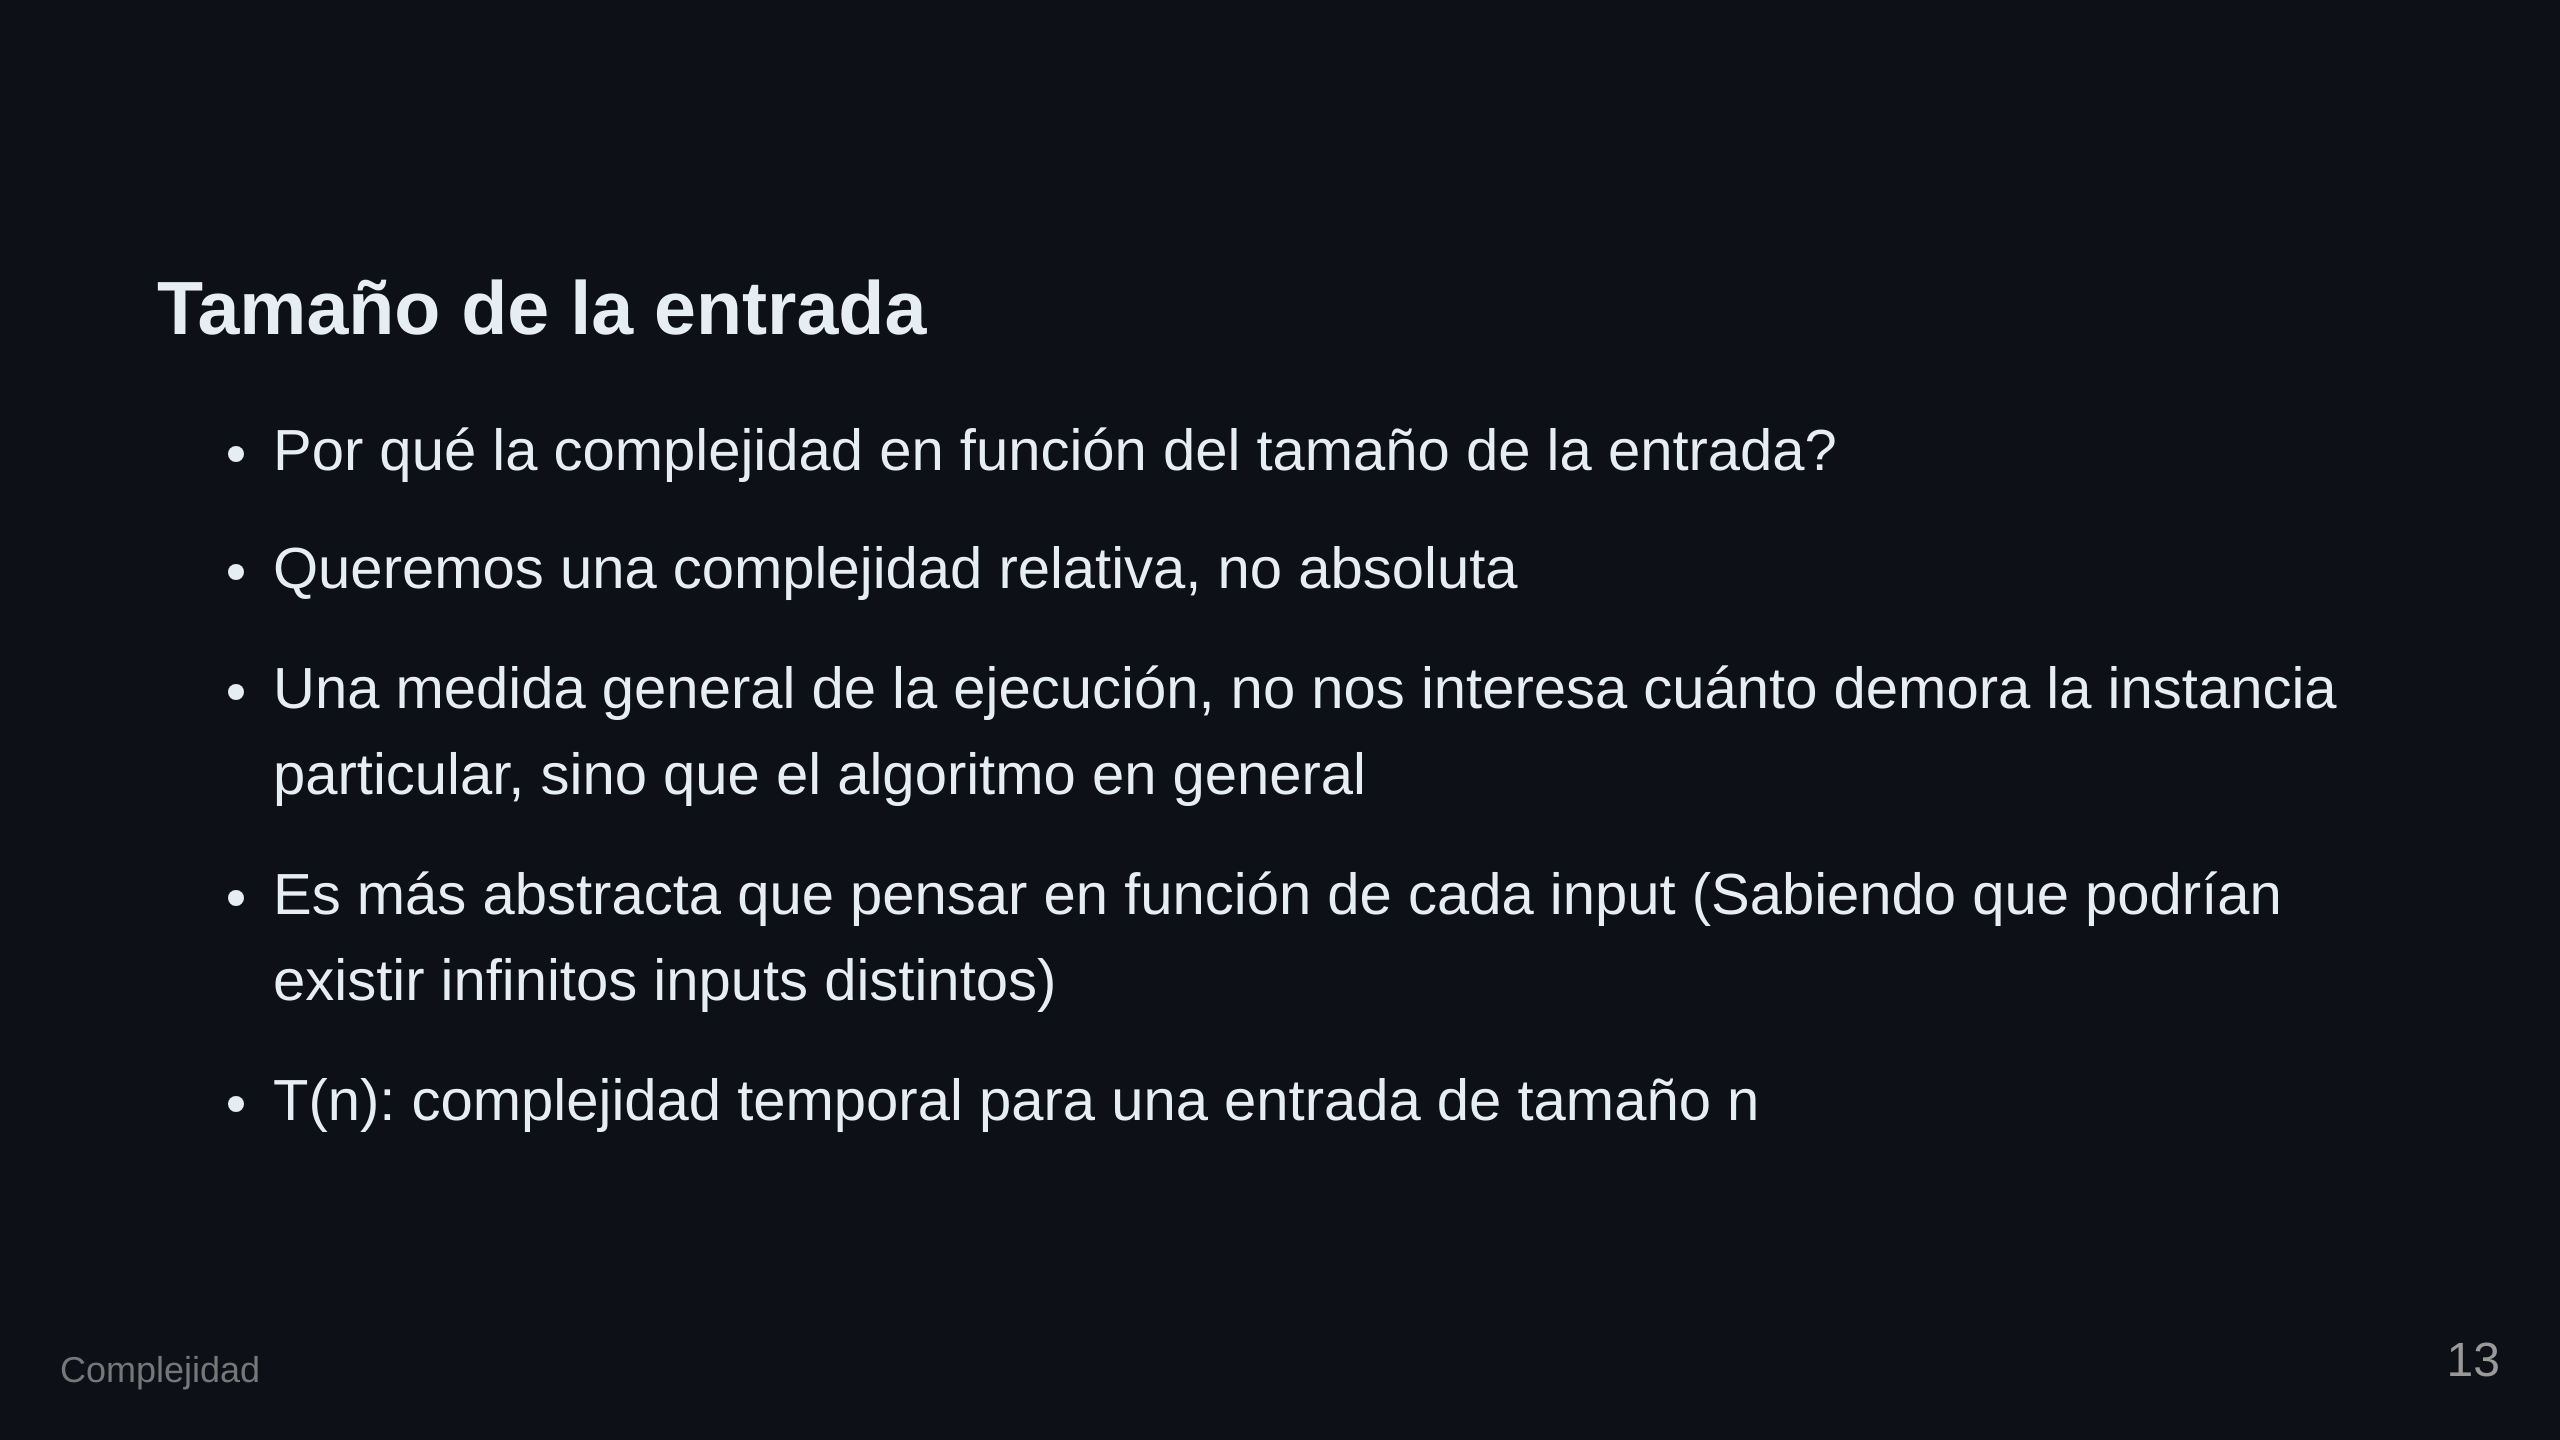 Tamaño de la entrada
• Por qué la complejidad en función del tamaño de la entrada?
• Queremos una complejidad relativa, no absoluta
• Una medida general de la ejecución, no nos interesa cuánto demora la instancia
particular, sino que el algoritmo en general
• Es más abstracta que pensar en función de cada input (Sabiendo que podrían
existir infinitos inputs distintos)
• T(n): complejidad temporal para una entrada de tamaño n
Complejidad
13